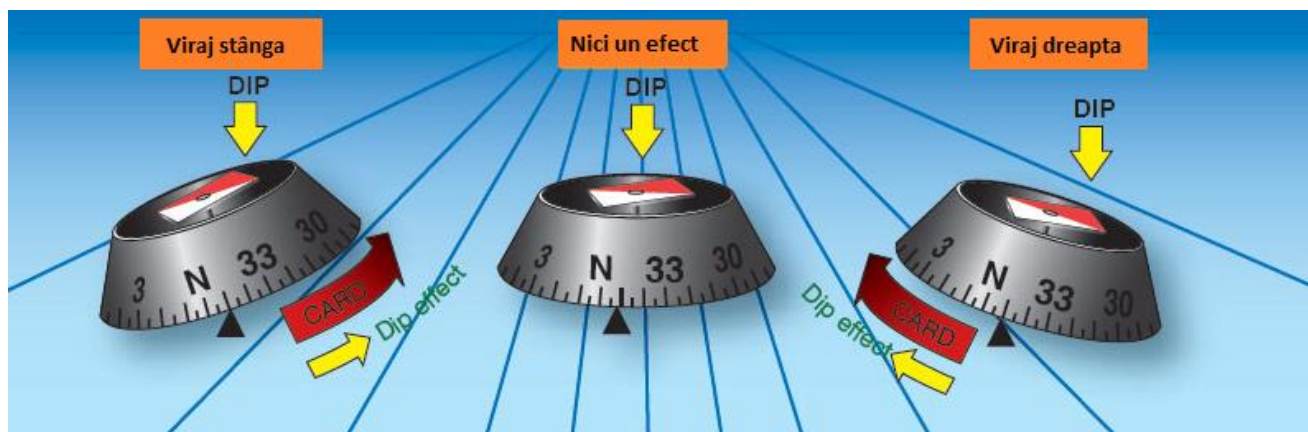 Viraj stânga
DIP
3 N 33 30
CARD
Dip effect
Nici un efect
DIP
3 N 33 30
Viraj dreapta
DIP
3 N 33 30
CARD
Dip effect